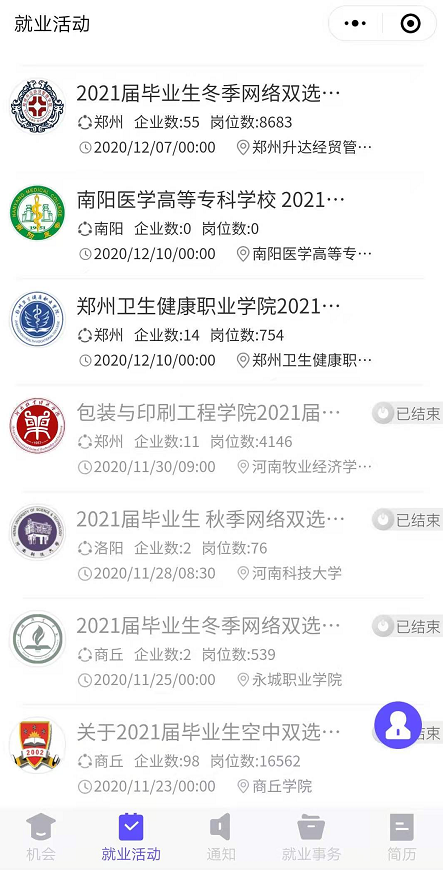 就业活动
2021届毕业生冬季网络双选…
郑州 企业数:55 岗位数:8683
2020/12/07/00:00 郑州升达经贸管…
南阳医学高等专科学校 2021…
南阳 企业数:0 岗位数:0
2020/12/10/00:00 南阳医学高等专…
郑州卫生健康职业学院2021…
郑州 企业数:14 岗位数:754
2020/12/10/00:00 郑州卫生健康职…
包装与印刷工程学院2021届… 已结束
郑州 企业数:11 岗位数:4146
2020/11/30/09:00 河南牧业经济学…
2021届毕业生 秋季网络双选… 已结束
洛阳 企业数:2 岗位数:76
2020/11/28/08:30 河南科技大学
2021届毕业生冬季网络双选… 已结束
商丘 企业数:2 岗位数:539
2020/11/25/00:00 永城职业学院
关于2021届毕业生空中双选… 结束
商丘 企业数:98 岗位数:16562
2020/11/23/00:00 商丘学院
2002
机会 就业活动 通知 就业事务 简历